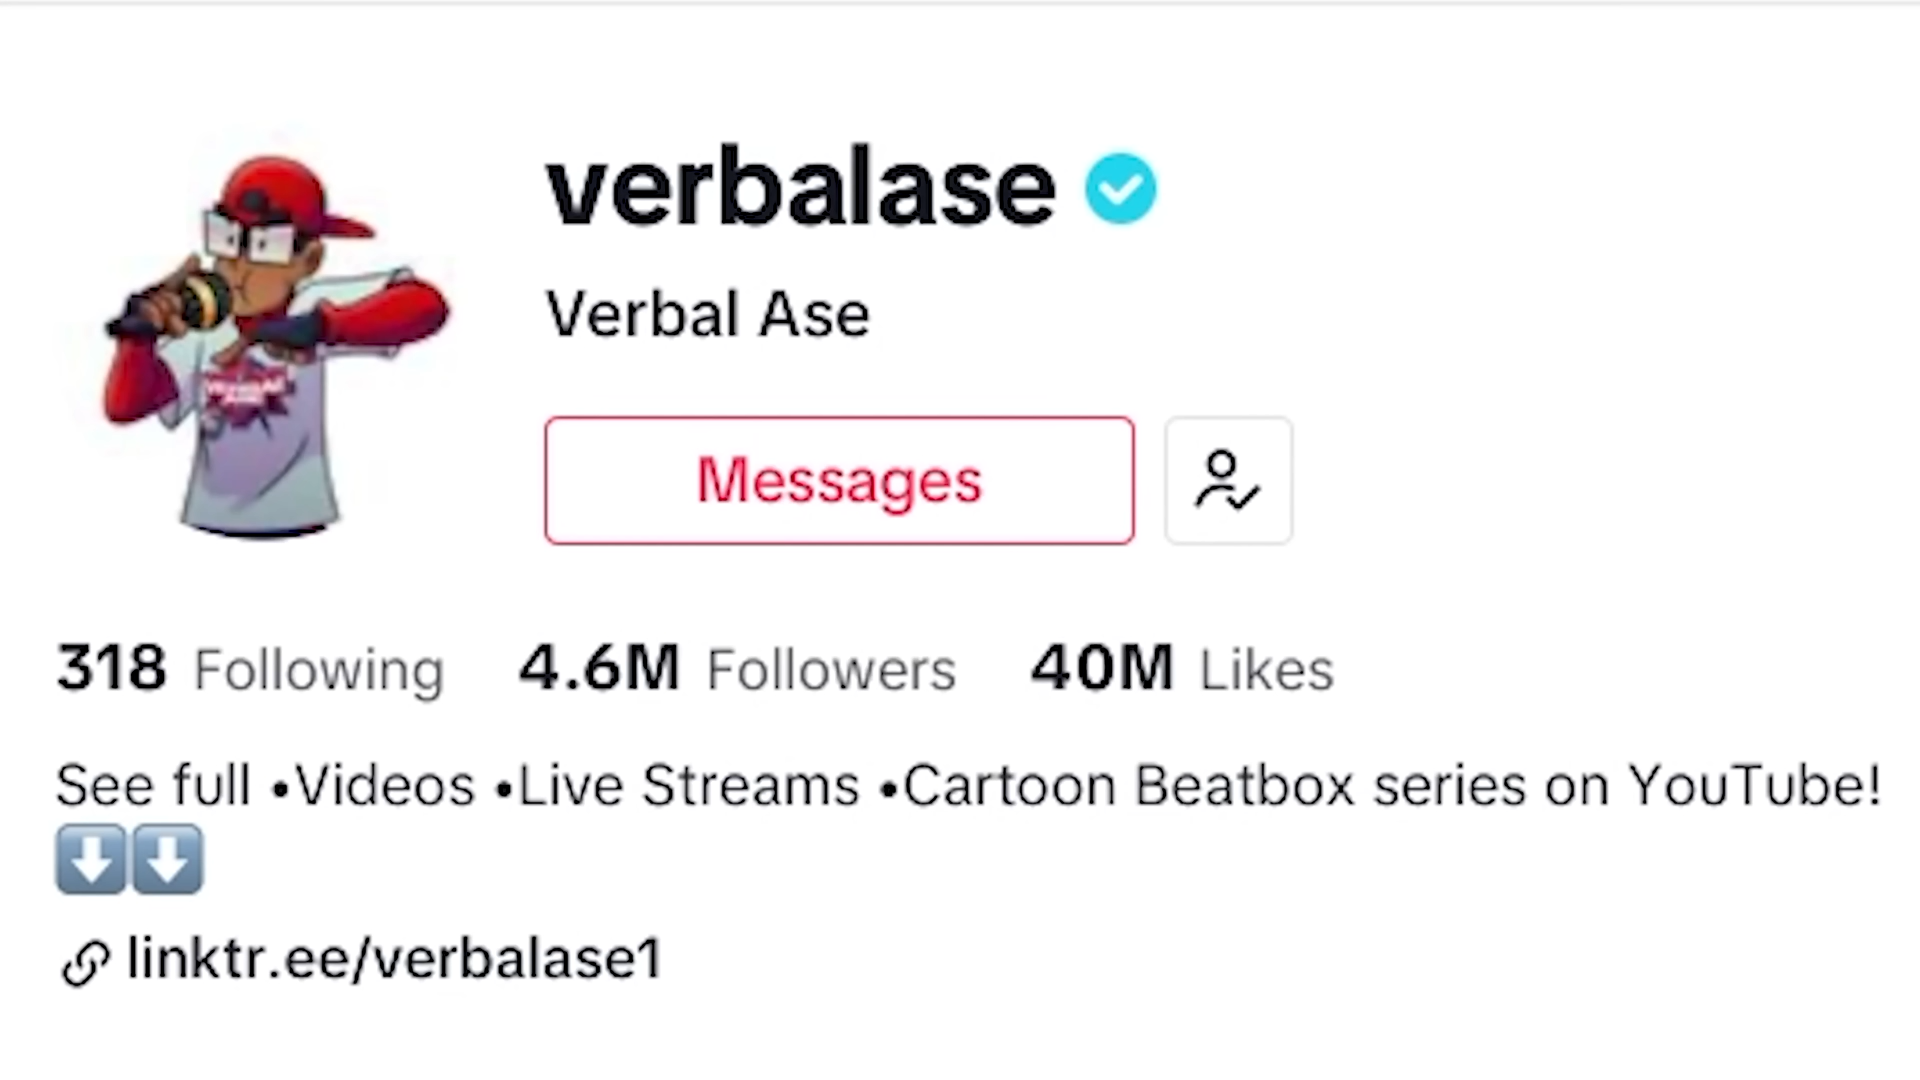 verbalase
Verbal Ase
Messages
318 Following 4.6M Followers 40M Likes
See full •Videos •Live Streams •Cartoon Beatbox series on YouTube!
⬇️⬇️
linktr.ee/verbalase1